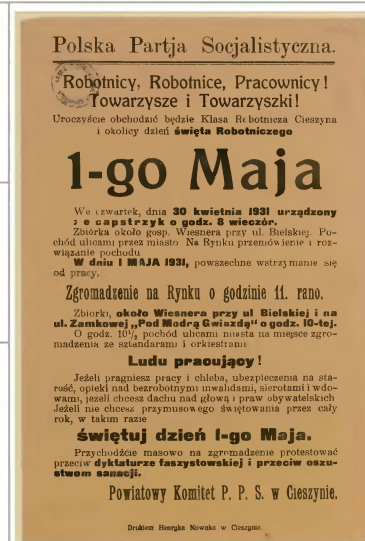 Polska Partja Socjalistyczna.
Robotnicy, Robotnice, Pracownicy!
Towarzysze i Towarzyszki!
Uroczyście obchodzić będzie Klasa Robotnicza Cieszyna
i okolicy dzień święta Robotniczego
1-go Maja
We czwartek, dnia 30 kwietnia 1931 urządzony
capstrzyk o godz. 8 wieczór.
Zbiórka około gosp. Wiesnera przy ul. Bielskiej. Po-
chód ulicami przez miasto Na Rynku przemówienie i roz-
wiązanie pochodu
W dniu 1 MAJA 1931, powszechne wstrzymanie się
od pracy.
Zgromadzenie na Rynku o godzinie 11. rano.
Zbiorki, około Wiesnera przy ul Bielskiej i na
ul. Zamkowej „Pod Modrą Gwiazdą" o godz. 10-tej.
O godz. 10½ pochód ulicami miasta na miejsce zgro-
madzenia ze sztandarami i orkiestrami
Ludu pracujący!
Jeżeli pragniesz pracy i chleba, ubezpieczenia na sta-
rość, opieki nad bezrobotnymi inwalidami, sierotami i wdo-
wami, jezeli chcesz dachu nad głową i praw obywatelskich
Jeżeli nie chcesz przymusowego świętowania przez cały
rok, w takim razie
świętuj dzień 1-go Maja.
Przychodźcie masowo na zgromadzenie protestować
przeciw dyktaturze faszystowskiej i przeciw oszu-
stwom sanacji.
Powiatowy Komitet P. P. S. w Cieszynie.
Drukiem Henryka Nowaka w Cieszynie.